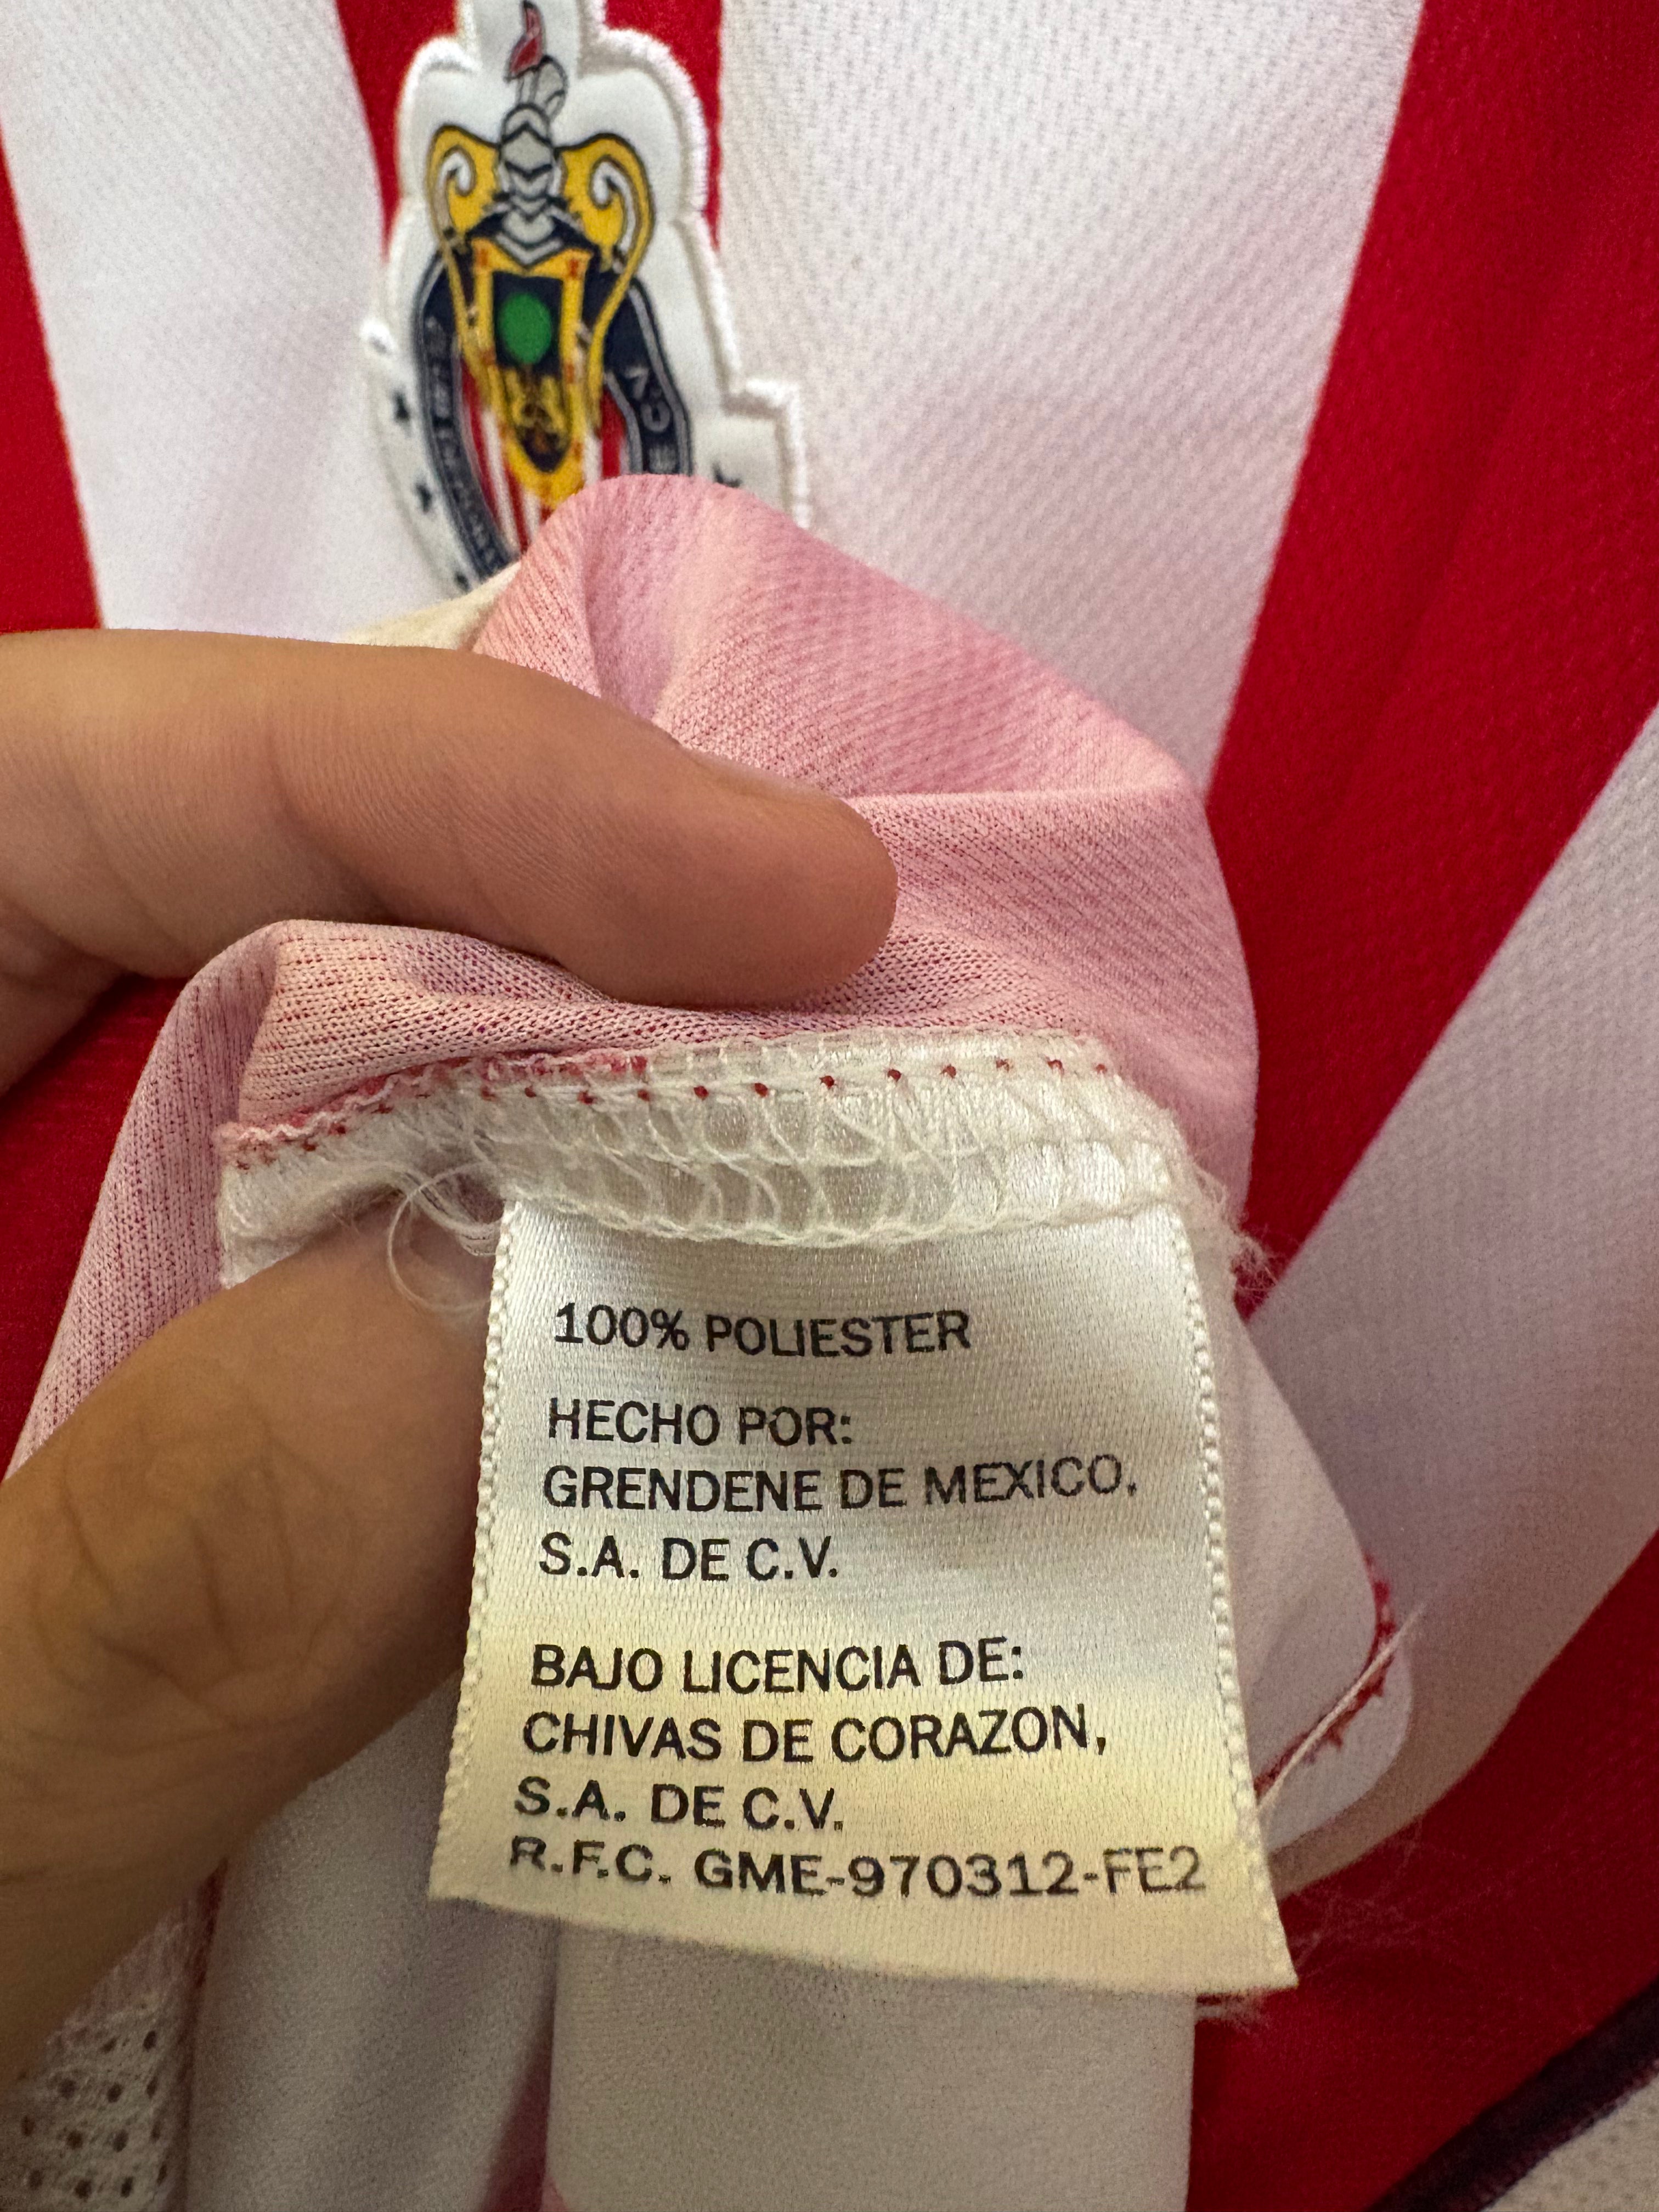 100% POLIESTER
HECHO POR:
GRENDENE DE MEXICO,
S.A. DE C.V.
BAJO LICENCIA DE:
CHIVAS DE CORAZON,
S.A. DE C.V.
R.F.C. GME-970312-FE2